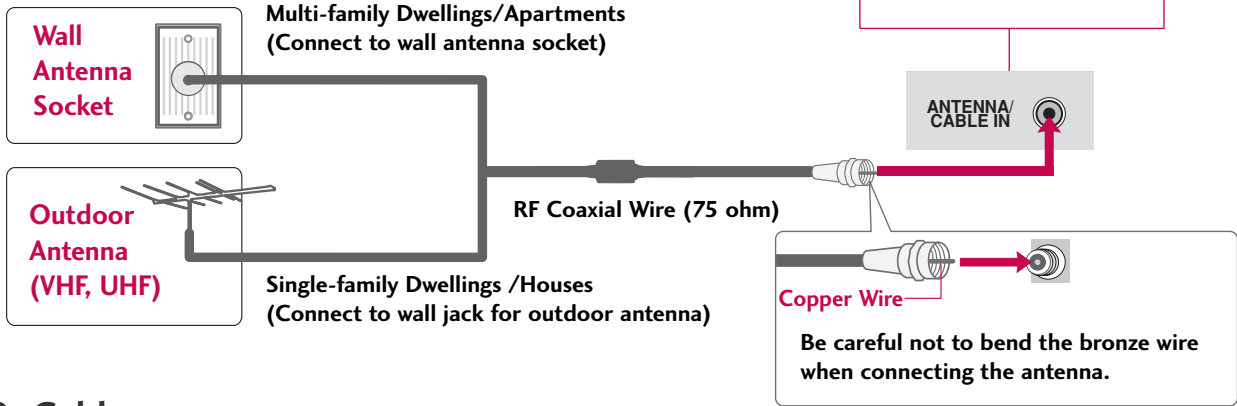 Multi-family Dwellings/Apartments
(Connect to wall antenna socket)
Wall
Antenna
Socket
ANTENNA/
CABLE IN
RF Coaxial Wire (75 ohm)
Outdoor
Antenna
(VHF, UHF)
Single-family Dwellings /Houses
(Connect to wall jack for outdoor antenna)
Copper Wire
Be careful not to bend the bronze wire
when connecting the antenna.